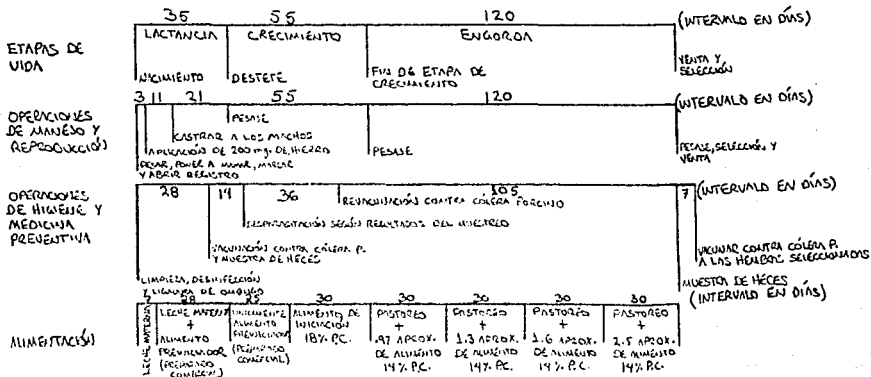 35 55 120 (INTERVALO EN DÍAS)
ETAPAS DE VIDA
LACTANCIA CRECIMIENTO ENGORDA
NACIMIENTO
DESTETE
FIN DE ETAPA DE CRECIMIENTO
VENTA Y SELECCIÓN
3 11 21 55 120 (INTERVALO EN DÍAS)
OPERACIONES DE MANEJO Y REPRODUCCIÓN
PESARSE
CASTRAR A LOS MACHOS
APLICACIÓN DE 200 mg. DE HIERRO
PESAR, PONER A MAMAR, MARCAR
Y ABRIR REGISTRO
PESARSE
PESARSE, SELECCIÓN Y VENTA
28 14 36 105 7 (INTERVALO EN DÍAS)
OPERACIONES DE HIGIENE Y MEDICINA PREVENTIVA
REVACUNACIÓN CONTRA CÓLERA PORCINO
DESPARASITACIÓN SEGÚN RESULTADOS DEL MUESTREO
VACUNACIÓN CONTRA CÓLERA P.
Y MUESTRA DE HECES
LIMPIEZA, DESINFECCIÓN
Y LIGADURA DE OMBLIGO
VACUNAR CONTRA CÓLERA P.
A LAS HEMBRAS SELECCIONADAS
MUESTRA DE HECES
(INTERVALO EN DÍAS)
7 28 25 30 30 30 30 30
ALIMENTACIÓN
LECHE MATERNA
LECHE MATERNA + ALIMENTO PREINICIADOR (PREPARADO COMERCIAL)
ÚNICAMENTE ALIMENTO PREINICIADOR (PREPARADO COMERCIAL)
ALIMENTO DE INICIACIÓN 18% P.C.
PASTOREO + .97 APROX. DE ALIMENTO 14% P.C.
PASTOREO + 1.3 APROX. DE ALIMENTO 14% P.C.
PASTOREO + 1.6 APROX. DE ALIMENTO 14% P.C.
PASTOREO + 2.5 APROX. DE ALIMENTO 14% P.C.